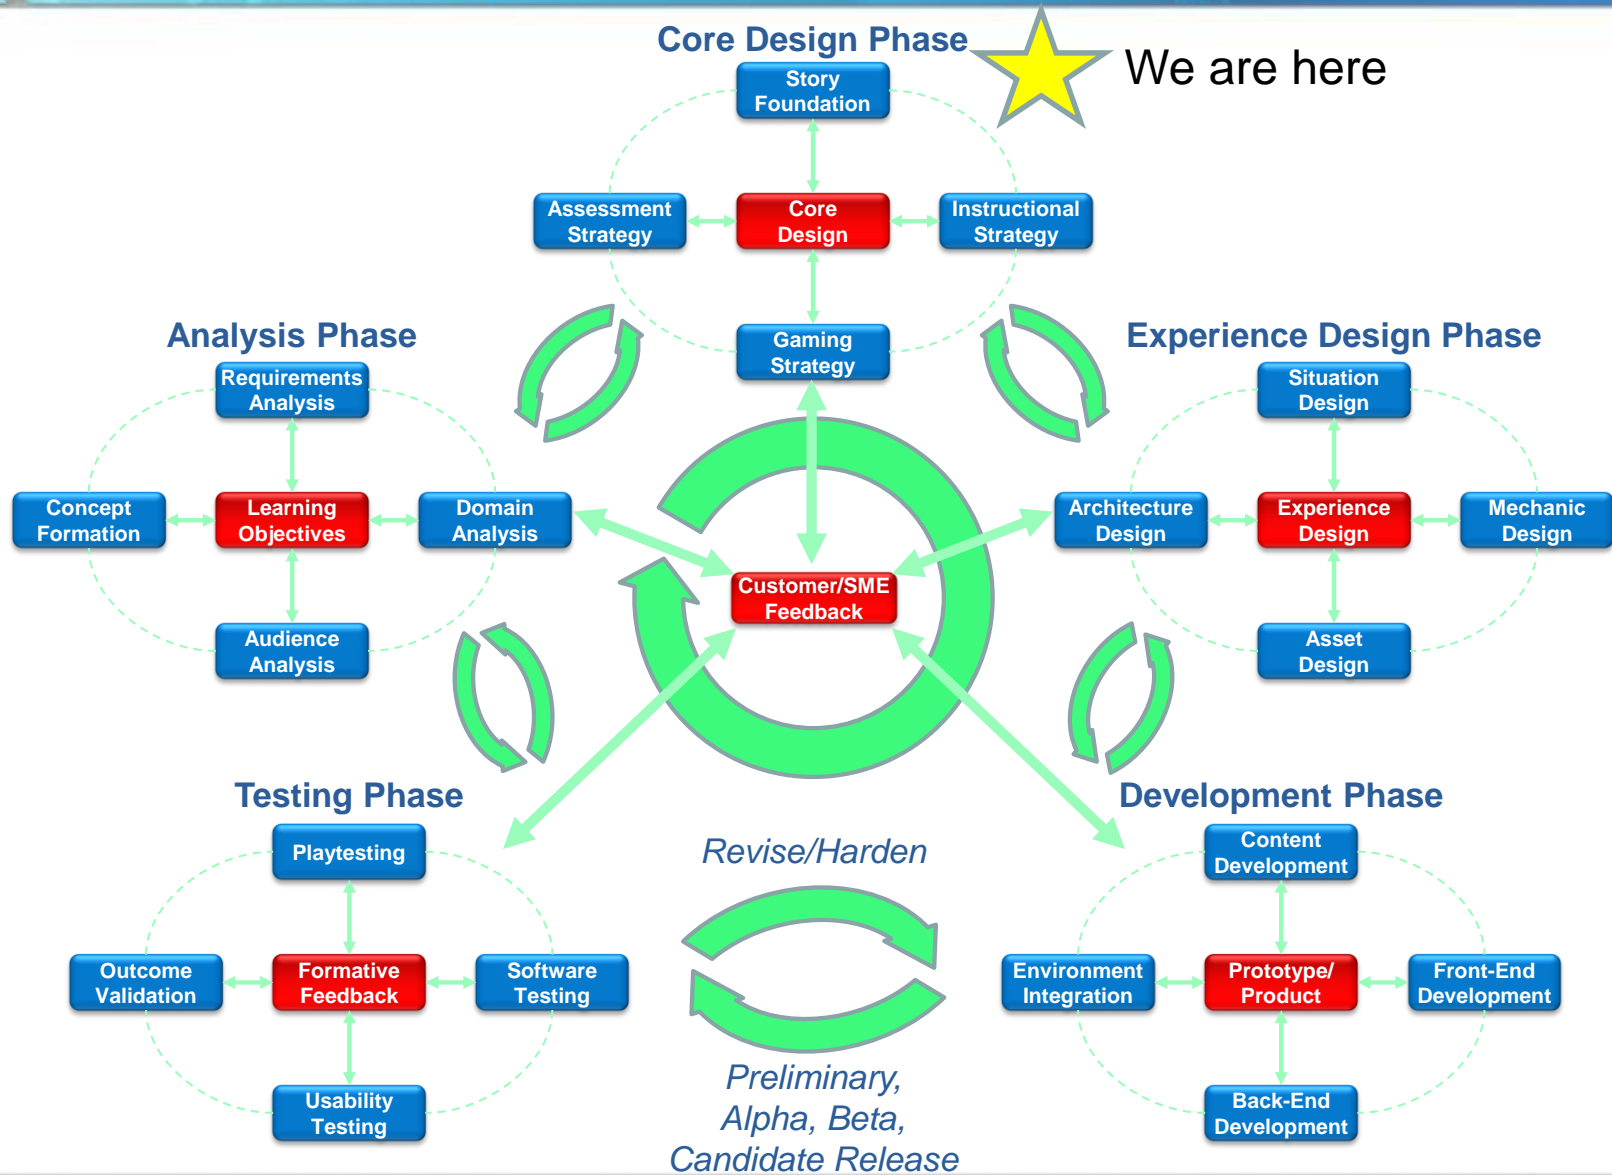 Core Design Phase
We are here
Story
Foundation
Assessment
Strategy
Core
Design
Instructional
Strategy
Gaming
Strategy
Analysis Phase
Requirements
Analysis
Concept
Formation
Learning
Objectives
Domain
Analysis
Audience
Analysis
Experience Design Phase
Situation
Design
Architecture
Design
Experience
Design
Mechanic
Design
Asset
Design
Customer/SME
Feedback
Testing Phase
Playtesting
Outcome
Validation
Formative
Feedback
Software
Testing
Usability
Testing
Revise/Harden
Preliminary,
Alpha, Beta,
Candidate Release
Development Phase
Content
Development
Environment
Integration
Prototype/
Product
Front-End
Development
Back-End
Development